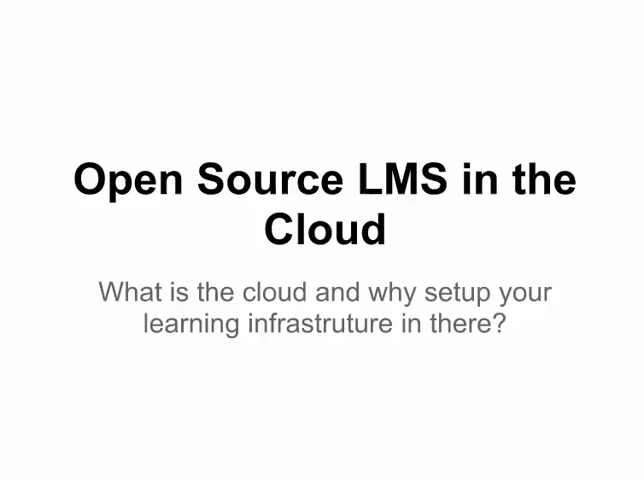 Open Source LMS in the
Cloud
What is the cloud and why setup your
learning infrastruture in there?